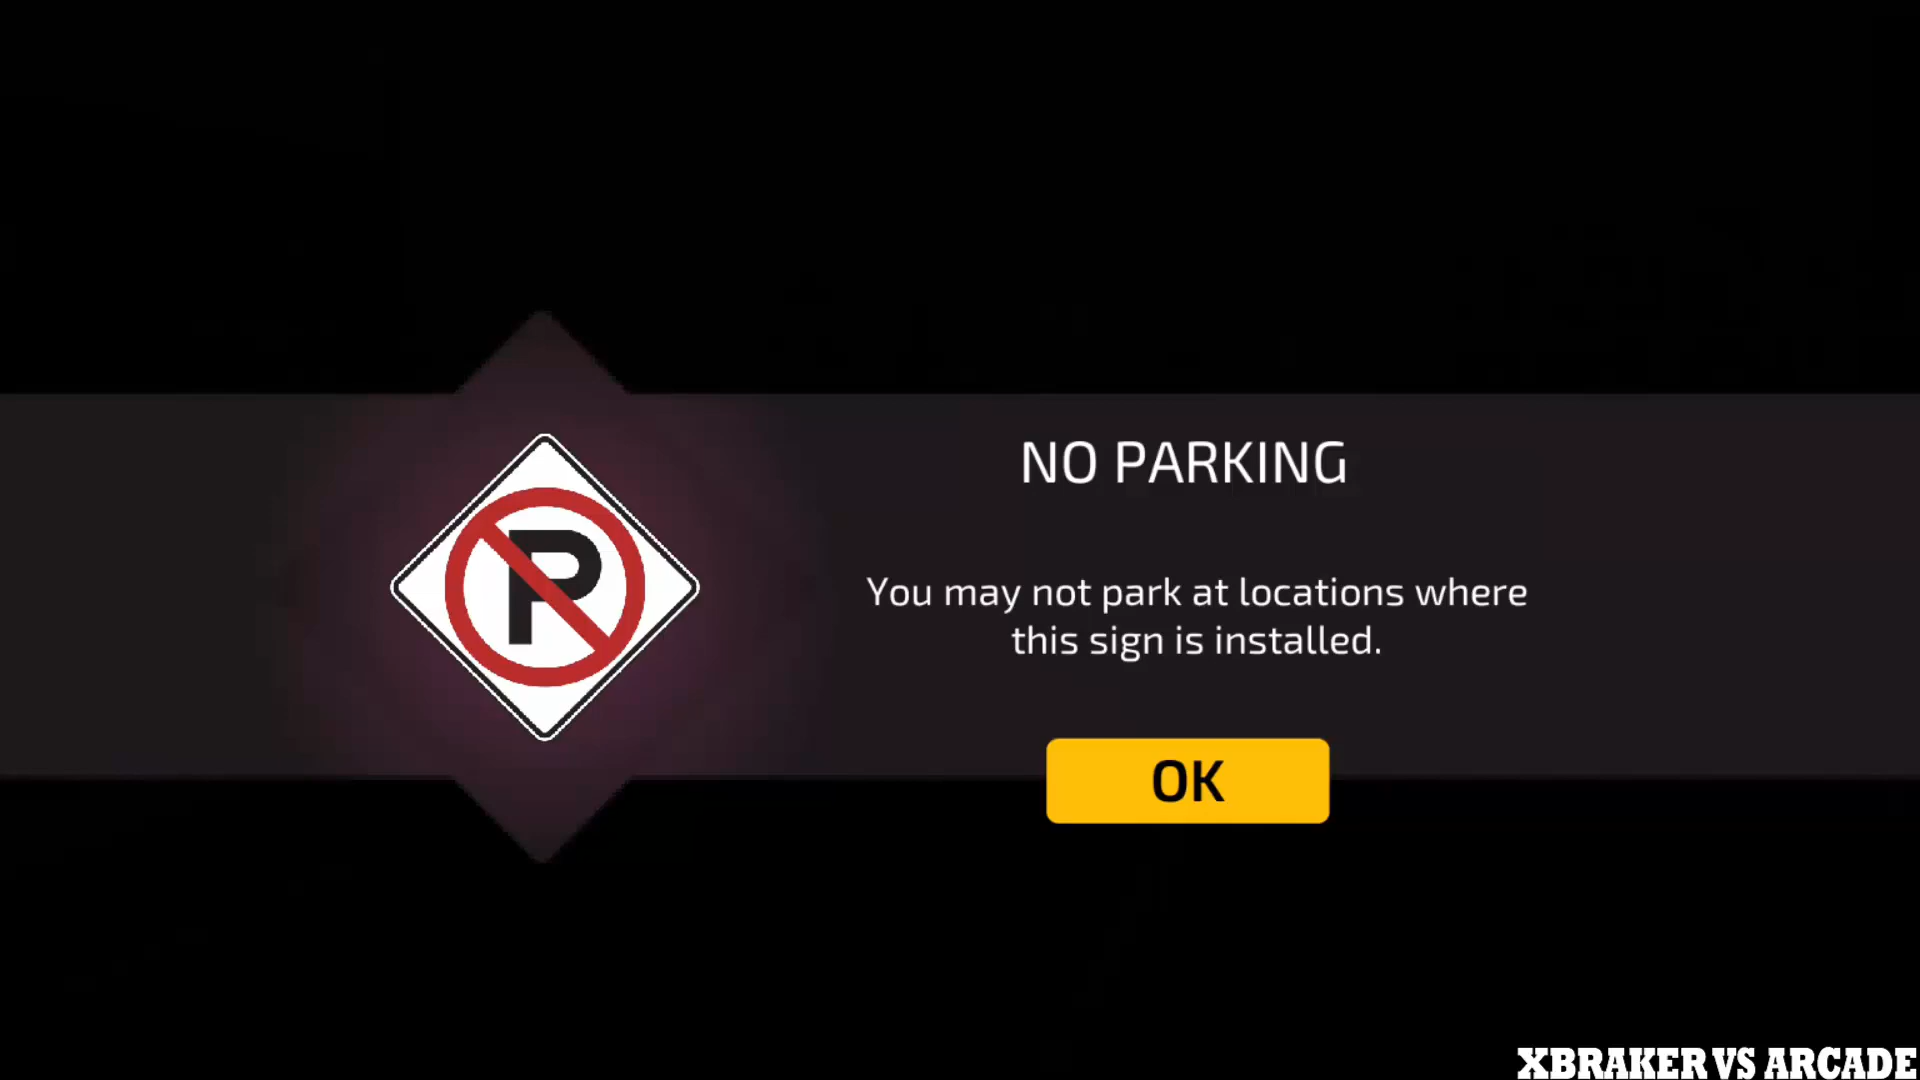 P
NO PARKING
You may not park at locations where
this sign is installed.
OK
XBRAKER VS ARCADE